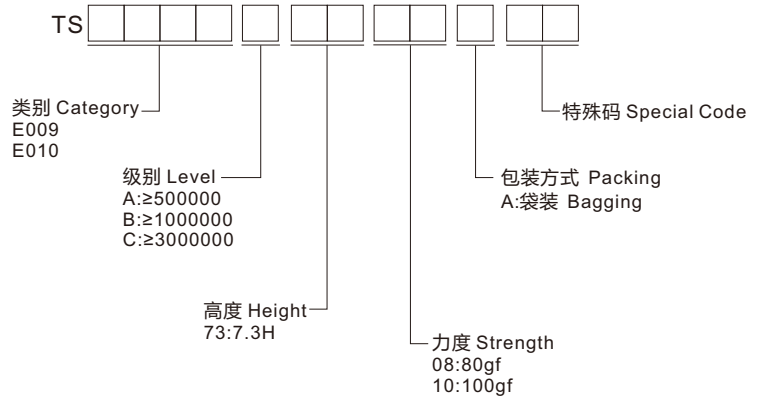 TS
类别 Category
E009
E010
特殊码 Special Code
级别 Level
A:≥500000
B:≥1000000
C:≥3000000
包装方式 Packing
A:袋装 Bagging
高度 Height
73:7.3H
力度 Strength
08:80gf
10:100gf